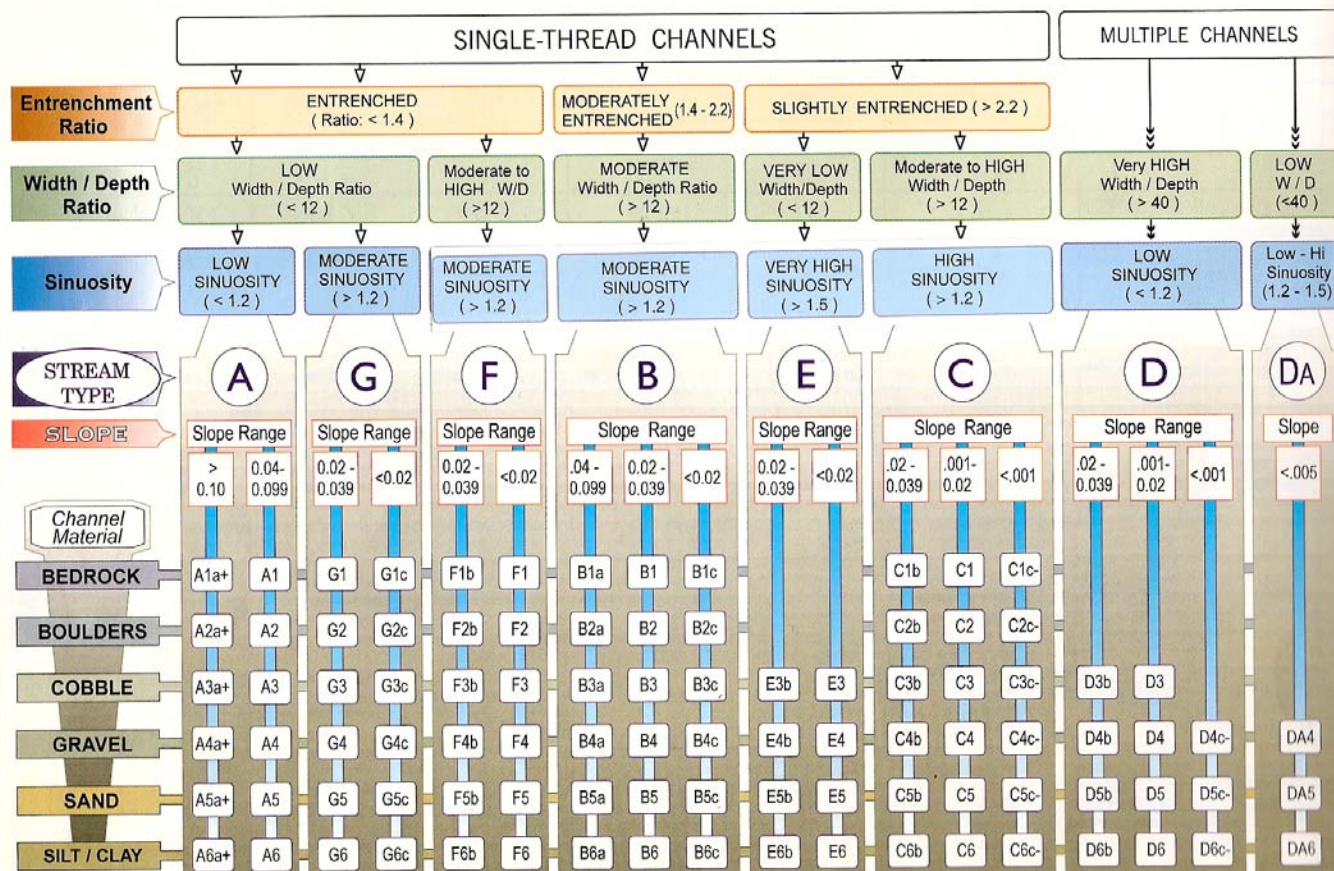 SINGLE-THREAD CHANNELS
MULTIPLE CHANNELS
Entrenchment
Ratio
ENTRENCHED
( Ratio: < 1.4 )
MODERATELY
ENTRENCHED (1.4 - 2.2)
SLIGHTLY ENTRENCHED ( > 2.2 )
Width / Depth
Ratio
LOW
Width / Depth Ratio
( < 12 )
Moderate to
HIGH W/D
( >12 )
MODERATE
Width / Depth Ratio
( > 12 )
VERY LOW
Width/Depth
( < 12 )
Moderate to HIGH
Width / Depth
( > 12 )
Very HIGH
Width / Depth
( > 40 )
LOW
W / D
(<40 )
Sinuosity
LOW
SINUOSITY
( < 1.2 )
MODERATE
SINUOSITY
( > 1.2 )
MODERATE
SINUOSITY
( > 1.2 )
MODERATE
SINUOSITY
( > 1.2 )
VERY HIGH
SINUOSITY
( > 1.5 )
HIGH
SINUOSITY
( > 1.2 )
LOW
SINUOSITY
( < 1.2 )
Low - Hi
Sinuosity
(1.2 - 1.5)
STREAM
TYPE
A G F B E C D DA
SLOPE
Slope Range Slope Range Slope Range Slope Range Slope Range Slope Range Slope Range Slope
>
0.10
0.04-
0.099
0.02 -
0.039
<0.02
0.02 -
0.039
<0.02
.04 -
0.099
0.02 -
0.039
<0.02
0.02 -
0.039
<0.02
.02 -
0.039
.001-
0.02
<.001
.02 -
0.039
.001-
0.02
<.001
<.005
Channel
Material
BEDROCK A1a+ A1 G1 G1c F1b F1 B1a B1 B1c C1b C1 C1c-
BOULDERS A2a+ A2 G2 G2c F2b F2 B2a B2 B2c C2b C2 C2c-
COBBLE A3a+ A3 G3 G3c F3b F3 B3a B3 B3c E3b E3 C3b C3 C3c- D3b D3
GRAVEL A4a+ A4 G4 G4c F4b F4 B4a B4 B4c E4b E4 C4b C4 C4c- D4b D4 D4c- DA4
SAND A5a+ A5 G5 G5c F5b F5 B5a B5 B5c E5b E5 C5b C5 C5c- D5b D5 D5c- DA5
SILT / CLAY A6a+ A6 G6 G6c F6b F6 B6a B6 B6c E6b E6 C6b C6 C6c- D6b D6 D6c- DA6